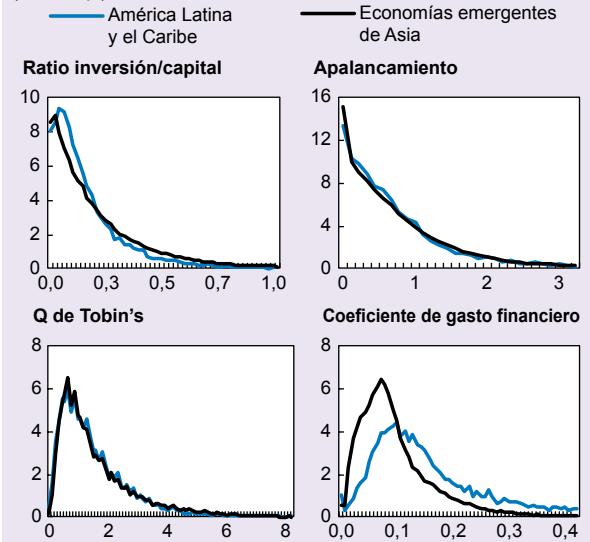 América Latina
y el Caribe
Economías emergentes
de Asia
Ratio inversión/capital
10
8
6
4
2
0
0,0 0,3 0,5 0,7 1,0
Apalancamiento
16
12
8
4
0
0 1 2 3
Q de Tobin's
8
6
4
2
0
0 2 4 6 8
Coeficiente de gasto financiero
8
6
4
2
0
0,0 0,1 0,2 0,3 0,4